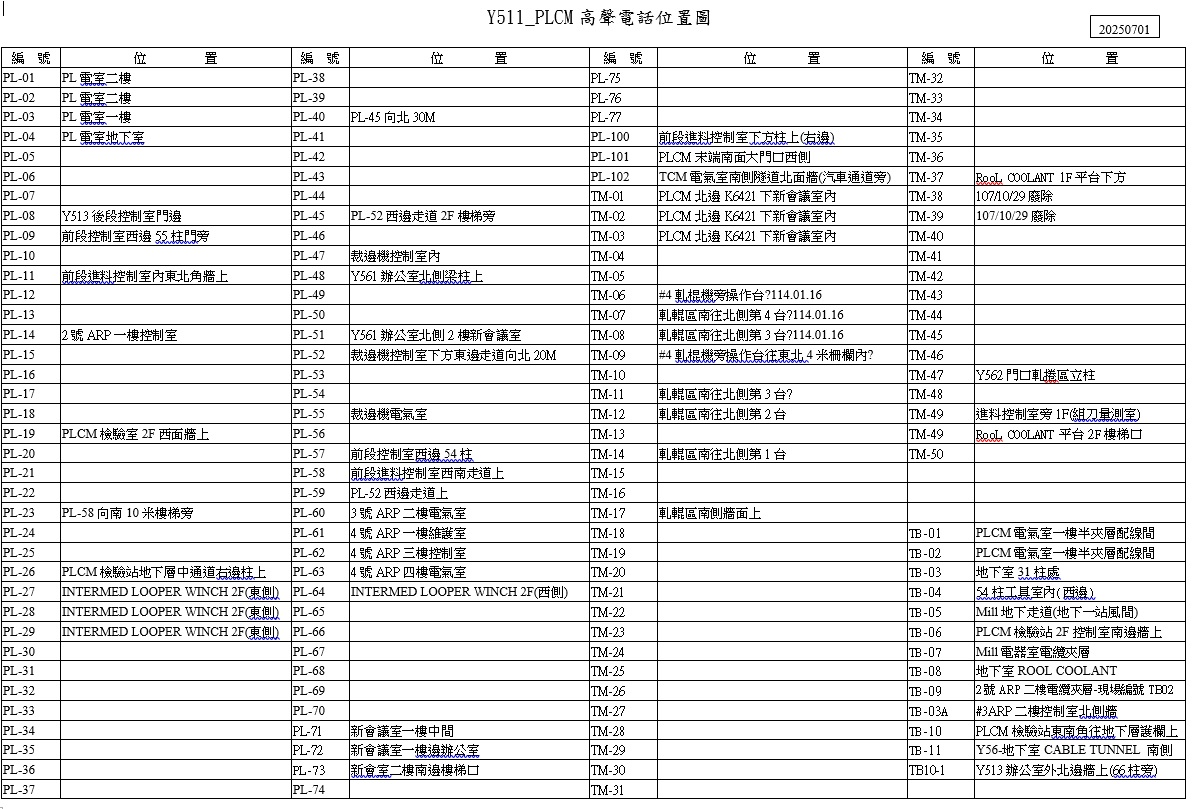 Y511_PLCM 高聲電話位置圖
20250701
編 號 位 置 編 號 位 置 編 號 位 置 編 號 位 置
PL-01 PL 電室二樓 PL-38 PL-75 TM-32
PL-02 PL 電室二樓 PL-39 PL-76 TM-33
PL-03 PL 電室一樓 PL-40 PL-45 向北 30M PL-77 TM-34
PL-04 PL 電室地下室 PL-41 PL-100 前段進料控制室下方柱上(右邊) TM-35
PL-05 PL-42 PL-101 PLCM 末端南面大門口西側 TM-36
PL-06 PL-43 PL-102 TCM 電氣室南側隧道北面牆(汽車通道旁) TM-37 RooL COOLANT 1F 平台下方
PL-07 PL-44 TM-01 PLCM 北邊 K6421 下新會議室內 TM-38 107/10/29 廢除
PL-08 Y513 後段控制室門邊 PL-45 PL-52 西邊走道 2F 樓梯旁 TM-02 PLCM 北邊 K6421 下新會議室內 TM-39 107/10/29 廢除
PL-09 前段控制室西邊 55 柱門旁 PL-46 TM-03 PLCM 北邊 K6421 下新會議室內 TM-40
PL-10 PL-47 裁邊機控制室內 TM-04 TM-41
PL-11 前段進料控制室內東北角牆上 PL-48 Y561 辦公室北側梁柱上 TM-05 TM-42
PL-12 PL-49 TM-06 #4 軋棍機旁操作台?114.01.16 TM-43
PL-13 PL-50 TM-07 軋輥區南往北側第 4 台?114.01.16 TM-44
PL-14 2 號 ARP 一樓控制室 PL-51 Y561 辦公室北側 2 樓新會議室 TM-08 軋輥區南往北側第 3 台?114.01.16 TM-45
PL-15 PL-52 裁邊機控制室下方東邊走道向北 20M TM-09 #4 軋棍機旁操作台往東北 4 米柵欄內? TM-46
PL-16 PL-53 TM-10 TM-47 Y562 門口軋捲區立柱
PL-17 PL-54 TM-11 軋輥區南往北側第 3 台? TM-48
PL-18 PL-55 裁邊機電氣室 TM-12 軋輥區南往北側第 2 台 TM-49 進料控制室旁 1F(組刀量測室)
PL-19 PLCM 檢驗室 2F 西面牆上 PL-56 TM-13 TM-49 RooL COOLANT 平台 2F 樓梯口
PL-20 PL-57 前段控制室西邊 54 柱 TM-14 軋輥區南往北側第 1 台 TM-50
PL-21 PL-58 前段進料控制室西南走道上 TM-15
PL-22 PL-59 PL-52 西邊走道上 TM-16
PL-23 PL-58 向南 10 米樓梯旁 PL-60 3 號 ARP 二樓電氣室 TM-17 軋輥區南側牆面上
PL-24 PL-61 4 號 ARP 一樓維護室 TM-18 TB-01 PLCM 電氣室一樓半夾層配線間
PL-25 PL-62 4 號 ARP 三樓控制室 TM-19 TB-02 PLCM 電氣室一樓半夾層配線間
PL-26 PLCM 檢驗站地下層中通道右邊柱上 PL-63 4 號 ARP 四樓電氣室 TM-20 TB-03 地下室 31 柱處
PL-27 INTERMED LOOPER WINCH 2F(東側) PL-64 INTERMED LOOPER WINCH 2F(西側) TM-21 TB-04 54 柱工具室內( 西邊)
PL-28 INTERMED LOOPER WINCH 2F(東側) PL-65 TM-22 TB-05 Mill 地下走道(地下一站風間)
PL-29 INTERMED LOOPER WINCH 2F(東側) PL-66 TM-23 TB-06 PLCM 檢驗站 2F 控制室南邊牆上
PL-30 PL-67 TM-24 TB-07 Mill 電器室電纜夾層
PL-31 PL-68 TM-25 TB-08 地下室 ROOL COOLANT
PL-32 PL-69 TM-26 TB-09 2 號 ARP 二樓電纜夾層-現場編號 TB02
PL-33 PL-70 TM-27 TB-03A #3ARP 二樓控制室北側牆
PL-34 PL-71 新會議室一樓中間 TM-28 TB-10 PLCM 檢驗站東南角往地下層護欄上
PL-35 PL-72 新會議室一樓邊辦公室 TM-29 TB-11 Y56-地下室 CABLE TUNNEL 南側
PL-36 PL-73 新會室二樓南邊樓梯口 TM-30 TB10-1 Y513 辦公室外北邊牆上(66 柱旁)
PL-37 PL-74 TM-31